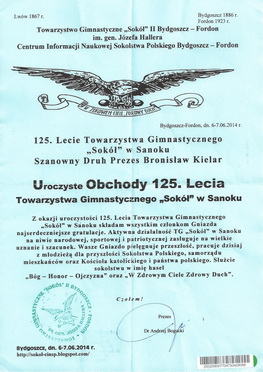 Lwów 1867 r.
Bydgoszcz 1886 r.
Fordon 1923 r.
Towarzystwo Gimnastyczne „Sokół" II Bydgoszcz – Fordon
im. gen. Józefa Hallera
Centrum Informacji Naukowej Sokolstwa Polskiego Bydgoszcz – Fordon
Bydgoszcz-Fordon, dn. 6-7.06.2014 r.
125. Lecie Towarzystwa Gimnastycznego
„Sokół" w Sanoku
Szanowny Druh Prezes Bronisław Kielar
Uroczyste Obchody 125. Lecia
Towarzystwa Gimnastycznego „Sokół" w Sanoku
Z okazji uroczystości 125. Lecia Towarzystwa Gimnastycznego
„Sokół" w Sanoku składam wszystkim członkom Gniazda
najserdeczniejsze gratulacje. Aktywna działalność TG „Sokół" w Sanoku
na niwie narodowej, sportowej i patriotycznej zasługuje na wielkie
uznanie i szacunek. Wasze Gniazdo pielęgnuje przeszłość, pracuje dzisiaj
z młodzieżą dla przyszłości Sokolstwa Polskiego, samorządu
mieszkańców oraz Kościoła katolickiego i państwa polskiego. Służcie
sokolstwu w imię haseł
„Bóg – Honor – Ojczyzna" oraz "W Zdrowym Ciele Zdrowy Duch".
Czołem!
Prezes
Dr Andrzej Bogucki
Bydgoszcz, dn. 6-7.06.2014 r.
http://sokol-cinsp.blogspot.com/